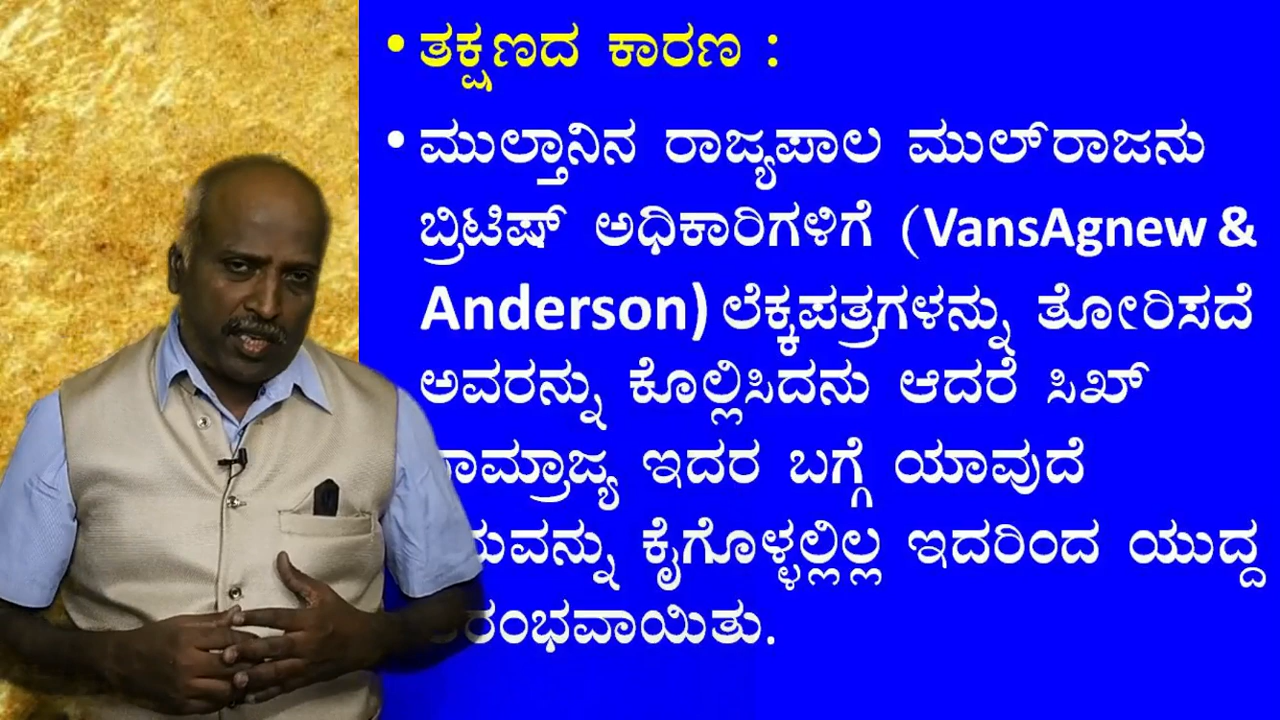 • ತಕ್ಷಣದ ಕಾರಣ :
• ಮುಲ್ತಾನಿನ ರಾಜ್ಯಪಾಲ ಮುಲ್‌ರಾಜನು
ಬ್ರಿಟಿಷ್ ಅಧಿಕಾರಿಗಳಿಗೆ (VansAgnew &
Anderson) ಲೆಕ್ಕಪತ್ರಗಳನ್ನು ತೋರಿಸದೆ
ಅವರನ್ನು ಕೊಲ್ಲಿಸಿದನು ಆದರೆ ಸಿಖ್
ಇದರ ಬಗ್ಗೆ ಯಾವುದೆ
ಕೈಗೊಳ್ಳಲ್ಲಿಲ್ಲ ಇದರಿಂದ ಯುದ್ದ